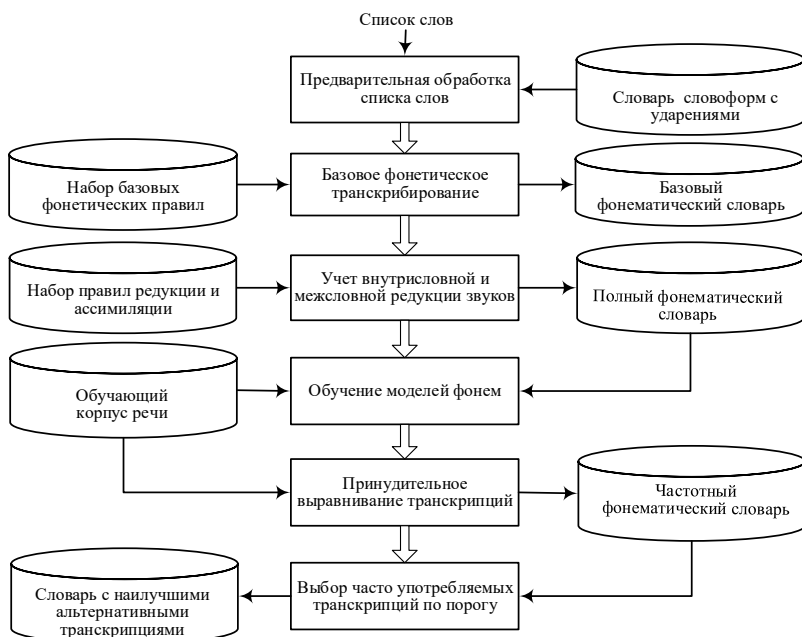 Список слов
Предварительная обработка
списка слов
Словарь словоформ с
ударениями
Набор базовых
фонетических правил
Базовое фонетическое
транскрибирование
Базовый
фонематический словарь
Набор правил редукции и
ассимиляции
Учет внутрисловной и
межсловной редукции звуков
Полный фонематический
словарь
Обучающий
корпус речи
Обучение моделей фонем
Принудительное
выравнивание транскрипций
Частотный
фонематический словарь
Словарь с наилучшими
альтернативными
транскрипциями
Выбор часто употребляемых
транскрипций по порогу